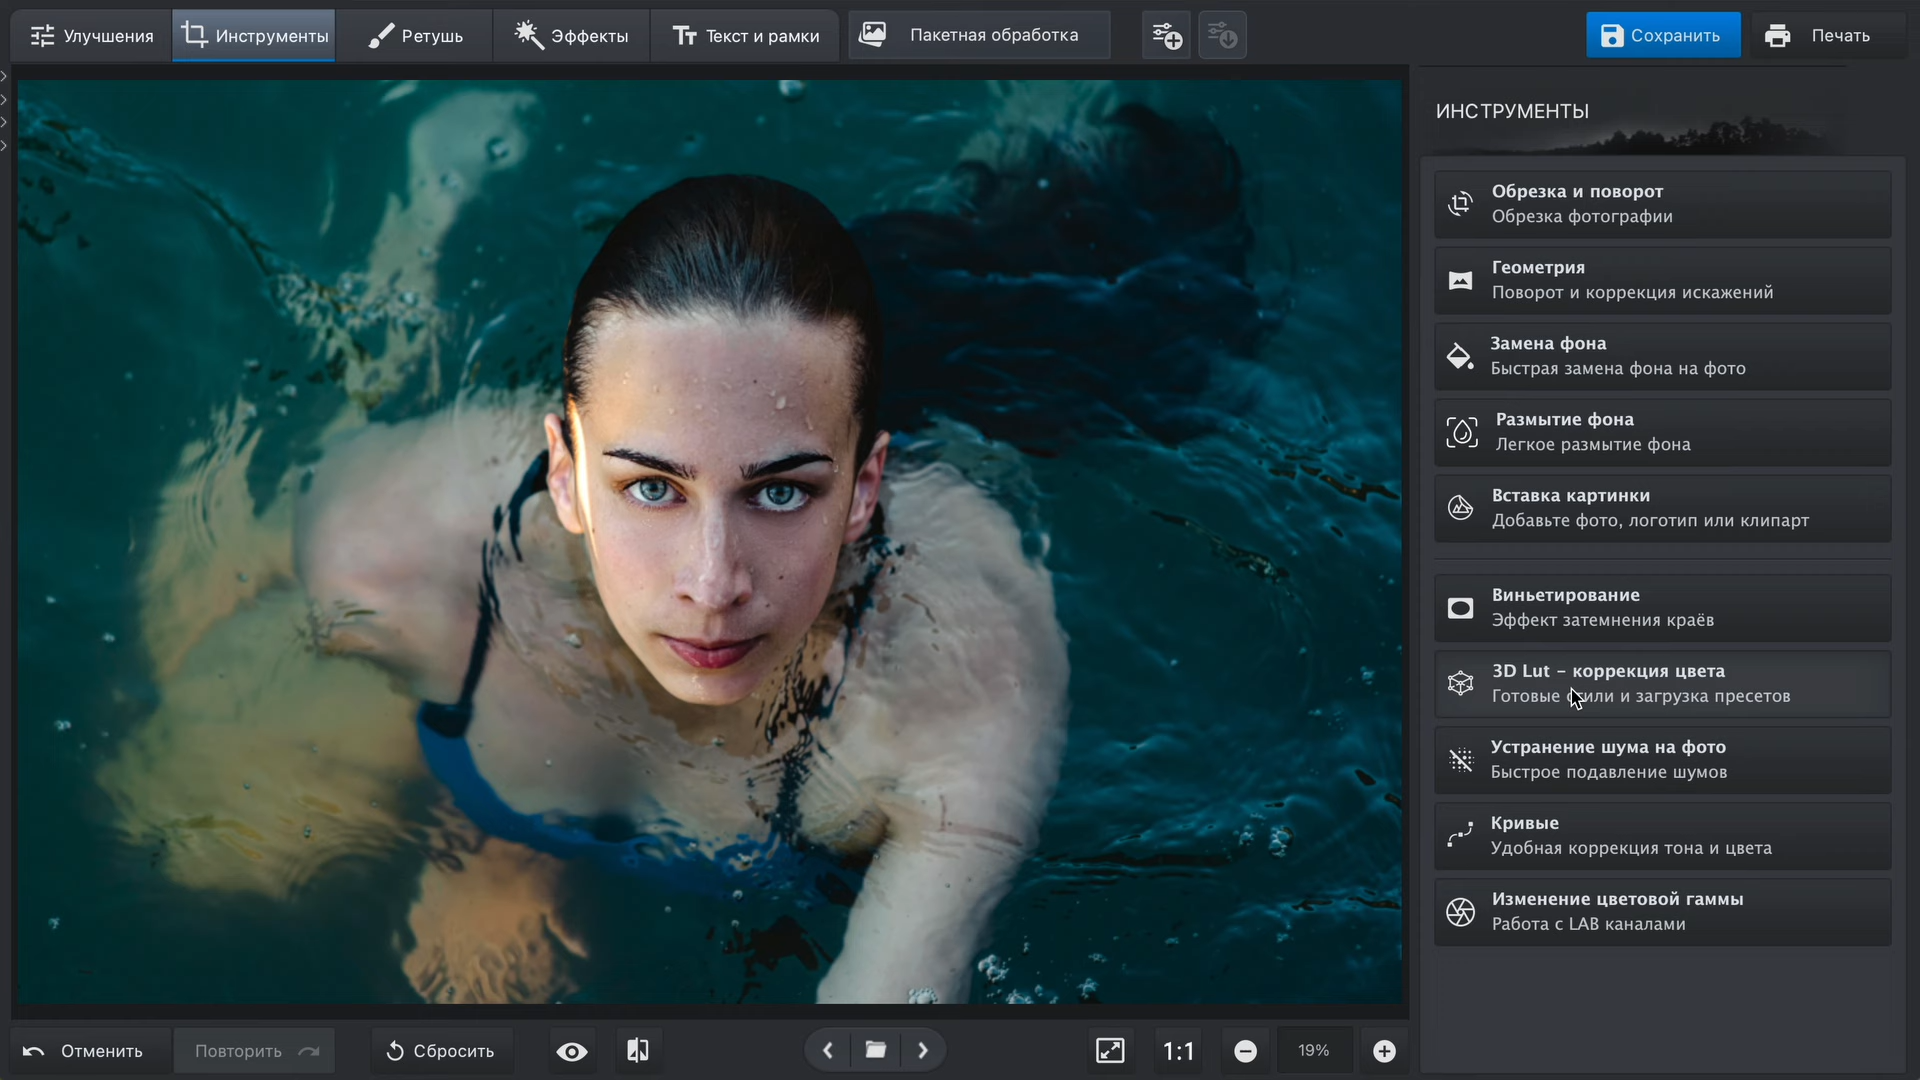 Улучшения
Инструменты
Ретушь
Эффекты
Текст и рамки
Пакетная обработка
Сохранить
Печать
ИНСТРУМЕНТЫ
Обрезка и поворот
Обрезка фотографии
Геометрия
Поворот и коррекция искажений
Замена фона
Быстрая замена фона на фото
Размытие фона
Легкое размытие фона
Вставка картинки
Добавьте фото, логотип или клипарт
Виньетирование
Эффект затемнения краёв
3D Lut – коррекция цвета
Готовые стили и загрузка пресетов
Устранение шума на фото
Быстрое подавление шумов
Кривые
Удобная коррекция тона и цвета
Изменение цветовой гаммы
Работа с LAB каналами
Отменить
Повторить
Сбросить
1:1
19%